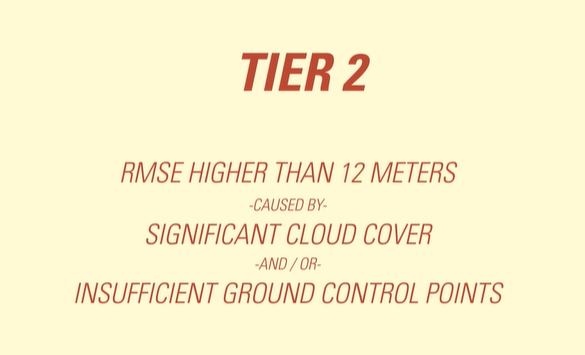 TIER 2
RMSE HIGHER THAN 12 METERS
-CAUSED BY-
SIGNIFICANT CLOUD COVER
-AND / OR-
INSUFFICIENT GROUND CONTROL POINTS